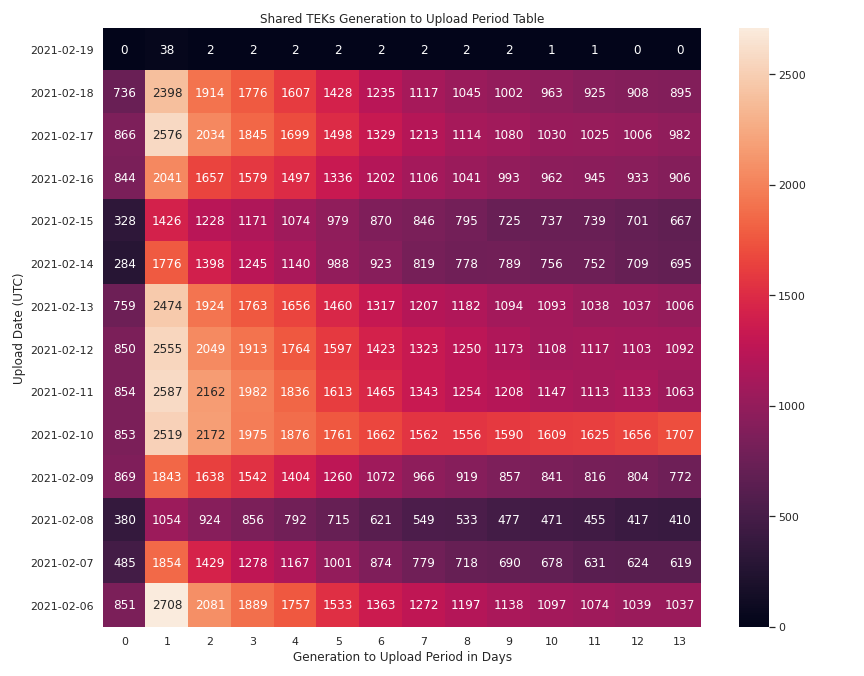 Shared TEKs Generation to Upload Period Table
2021-02-19 0 38 2 2 2 2 2 2 2 2 1 1 0 0
2021-02-18 736 2398 1914 1776 1607 1428 1235 1117 1045 1002 963 925 908 895
2021-02-17 866 2576 2034 1845 1699 1498 1329 1213 1114 1080 1030 1025 1006 982
2021-02-16 844 2041 1657 1579 1497 1336 1202 1106 1041 993 962 945 933 906
2021-02-15 328 1426 1228 1171 1074 979 870 846 795 725 737 739 701 667
2021-02-14 284 1776 1398 1245 1140 988 923 819 778 789 756 752 709 695
2021-02-13 759 2474 1924 1763 1656 1460 1317 1207 1182 1094 1093 1038 1037 1006
2021-02-12 850 2555 2049 1913 1764 1597 1423 1323 1250 1173 1108 1117 1103 1092
2021-02-11 854 2587 2162 1982 1836 1613 1465 1343 1254 1208 1147 1113 1133 1063
2021-02-10 853 2519 2172 1975 1876 1761 1662 1562 1556 1590 1609 1625 1656 1707
2021-02-09 869 1843 1638 1542 1404 1260 1072 966 919 857 841 816 804 772
2021-02-08 380 1054 924 856 792 715 621 549 533 477 471 455 417 410
2021-02-07 485 1854 1429 1278 1167 1001 874 779 718 690 678 631 624 619
2021-02-06 851 2708 2081 1889 1757 1533 1363 1272 1197 1138 1097 1074 1039 1037
0 1 2 3 4 5 6 7 8 9 10 11 12 13
Generation to Upload Period in Days
Upload Date (UTC)
2500
2000
1500
1000
500
0